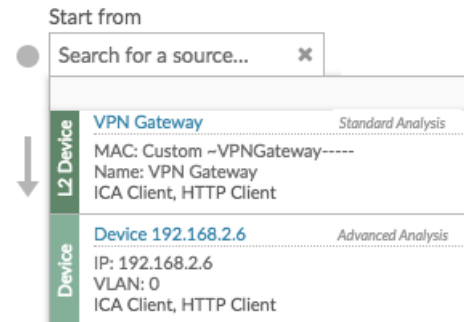 Start from
Search for a source... ✖
L2 Device
VPN Gateway Standard Analysis
MAC: Custom ~VPNGateway-----
Name: VPN Gateway
ICA Client, HTTP Client
Device
Device 192.168.2.6 Advanced Analysis
IP: 192.168.2.6
VLAN: 0
ICA Client, HTTP Client